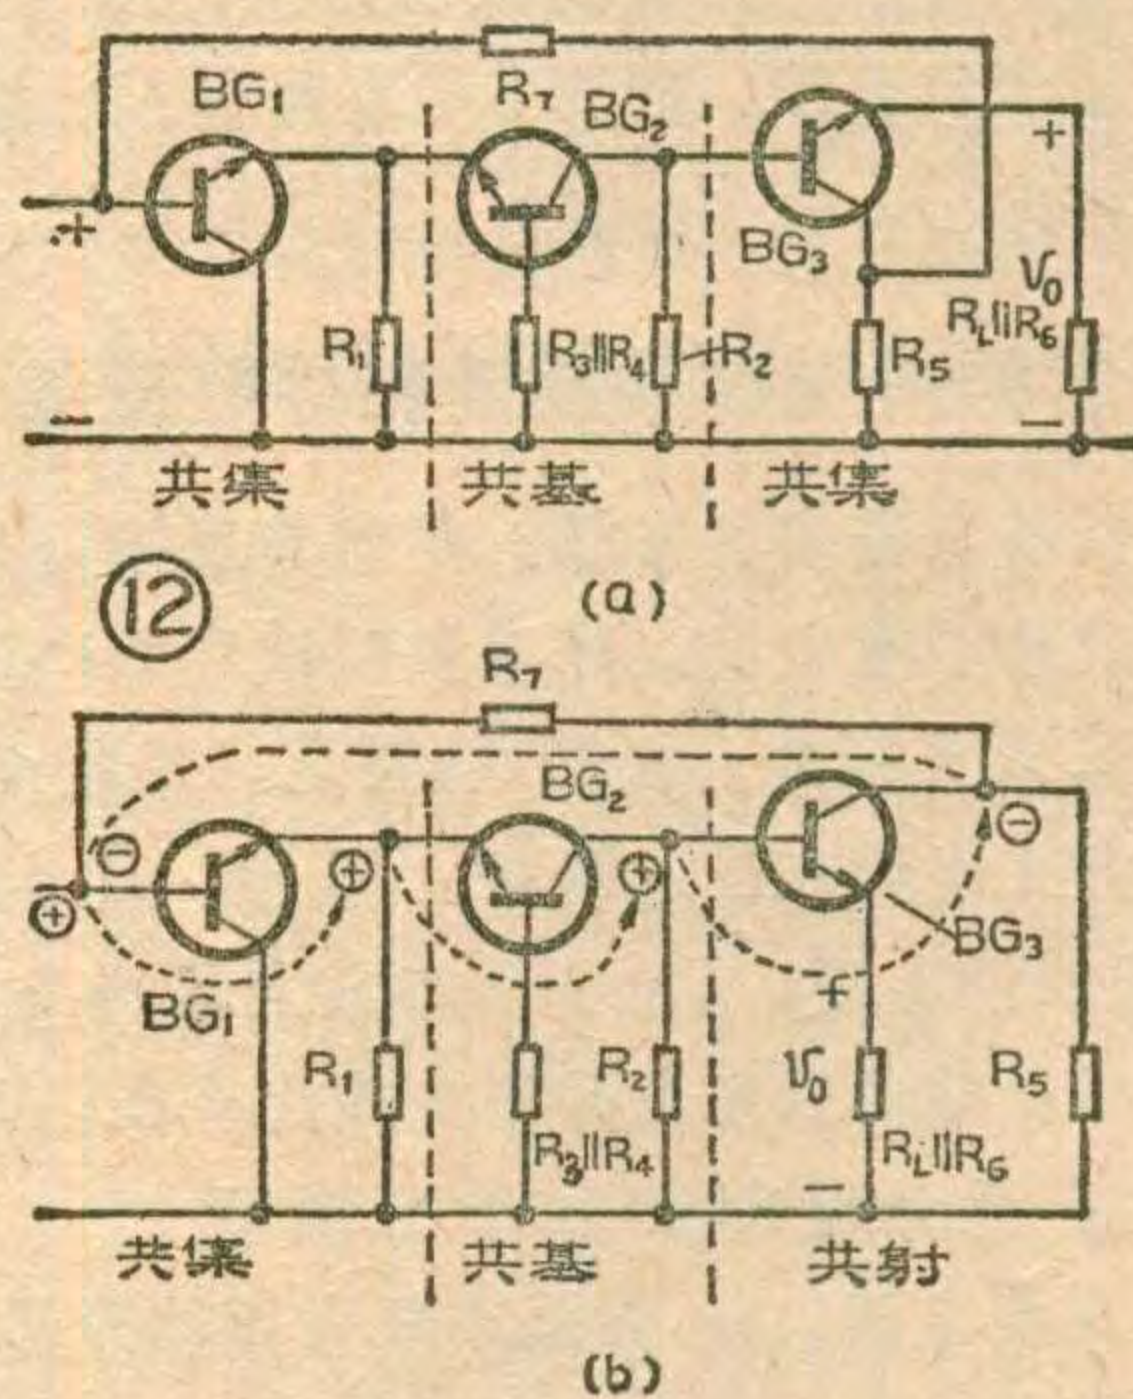 R₇
BG₁
BG₂
+
+
BG₃
V₀
R₁
R₃||R₄
R₂
R₅
R_L||R₆
−
−
共集
共基
共集
⑫
(a)
R₇
BG₂
⊖
⊕
⊕
⊖
⊕
BG₃
BG₁
+
R₁
R₂
V₀
R₅
R₃||R₄
R_L||R₆
−
共集
共基
共射
(b)